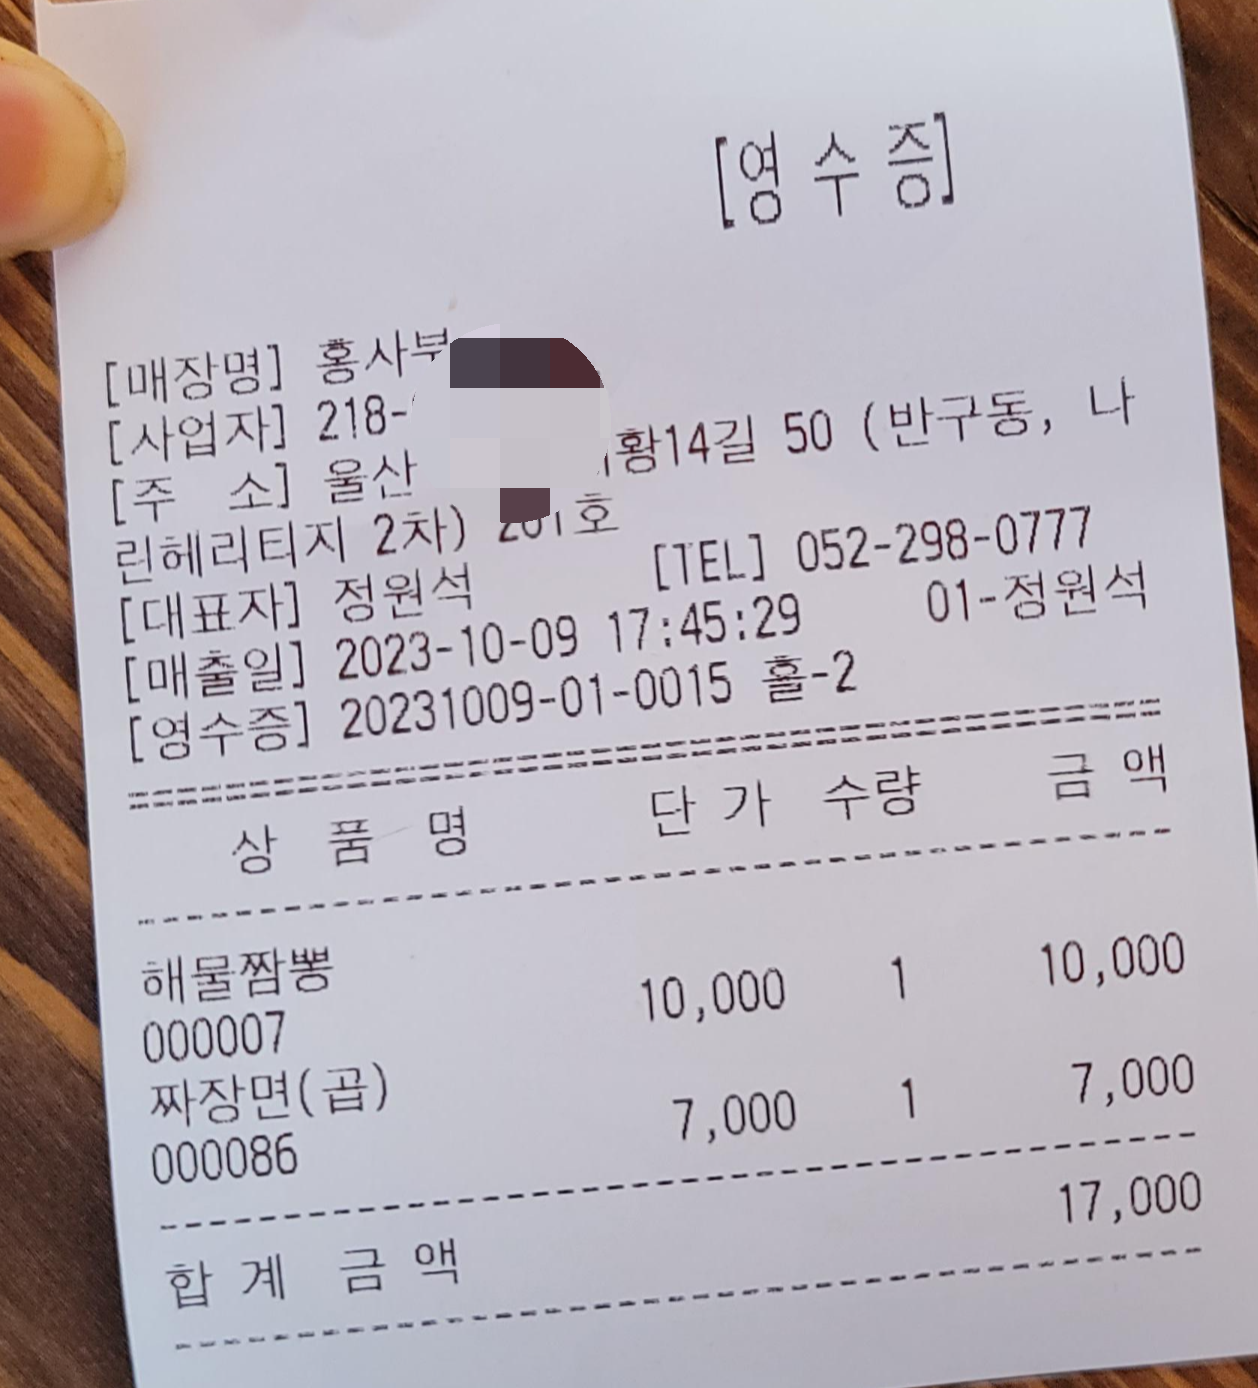 [영수증]
[매장명] 홍사부
[사업자] 218-
[주 소] 울산 황14길 50 (반구동, 나
린헤리티지 2차) 호
[대표자] 정원석 [TEL] 052-298-0777
[매출일] 2023-10-09 17:45:29 01-정원석
[영수증] 20231009-01-0015 홀-2
상 품 명 단 가 수량 금 액
해물짬뽕
000007 10,000 1 10,000
짜장면(곱)
000086 7,000 1 7,000
합 계 금 액 17,000